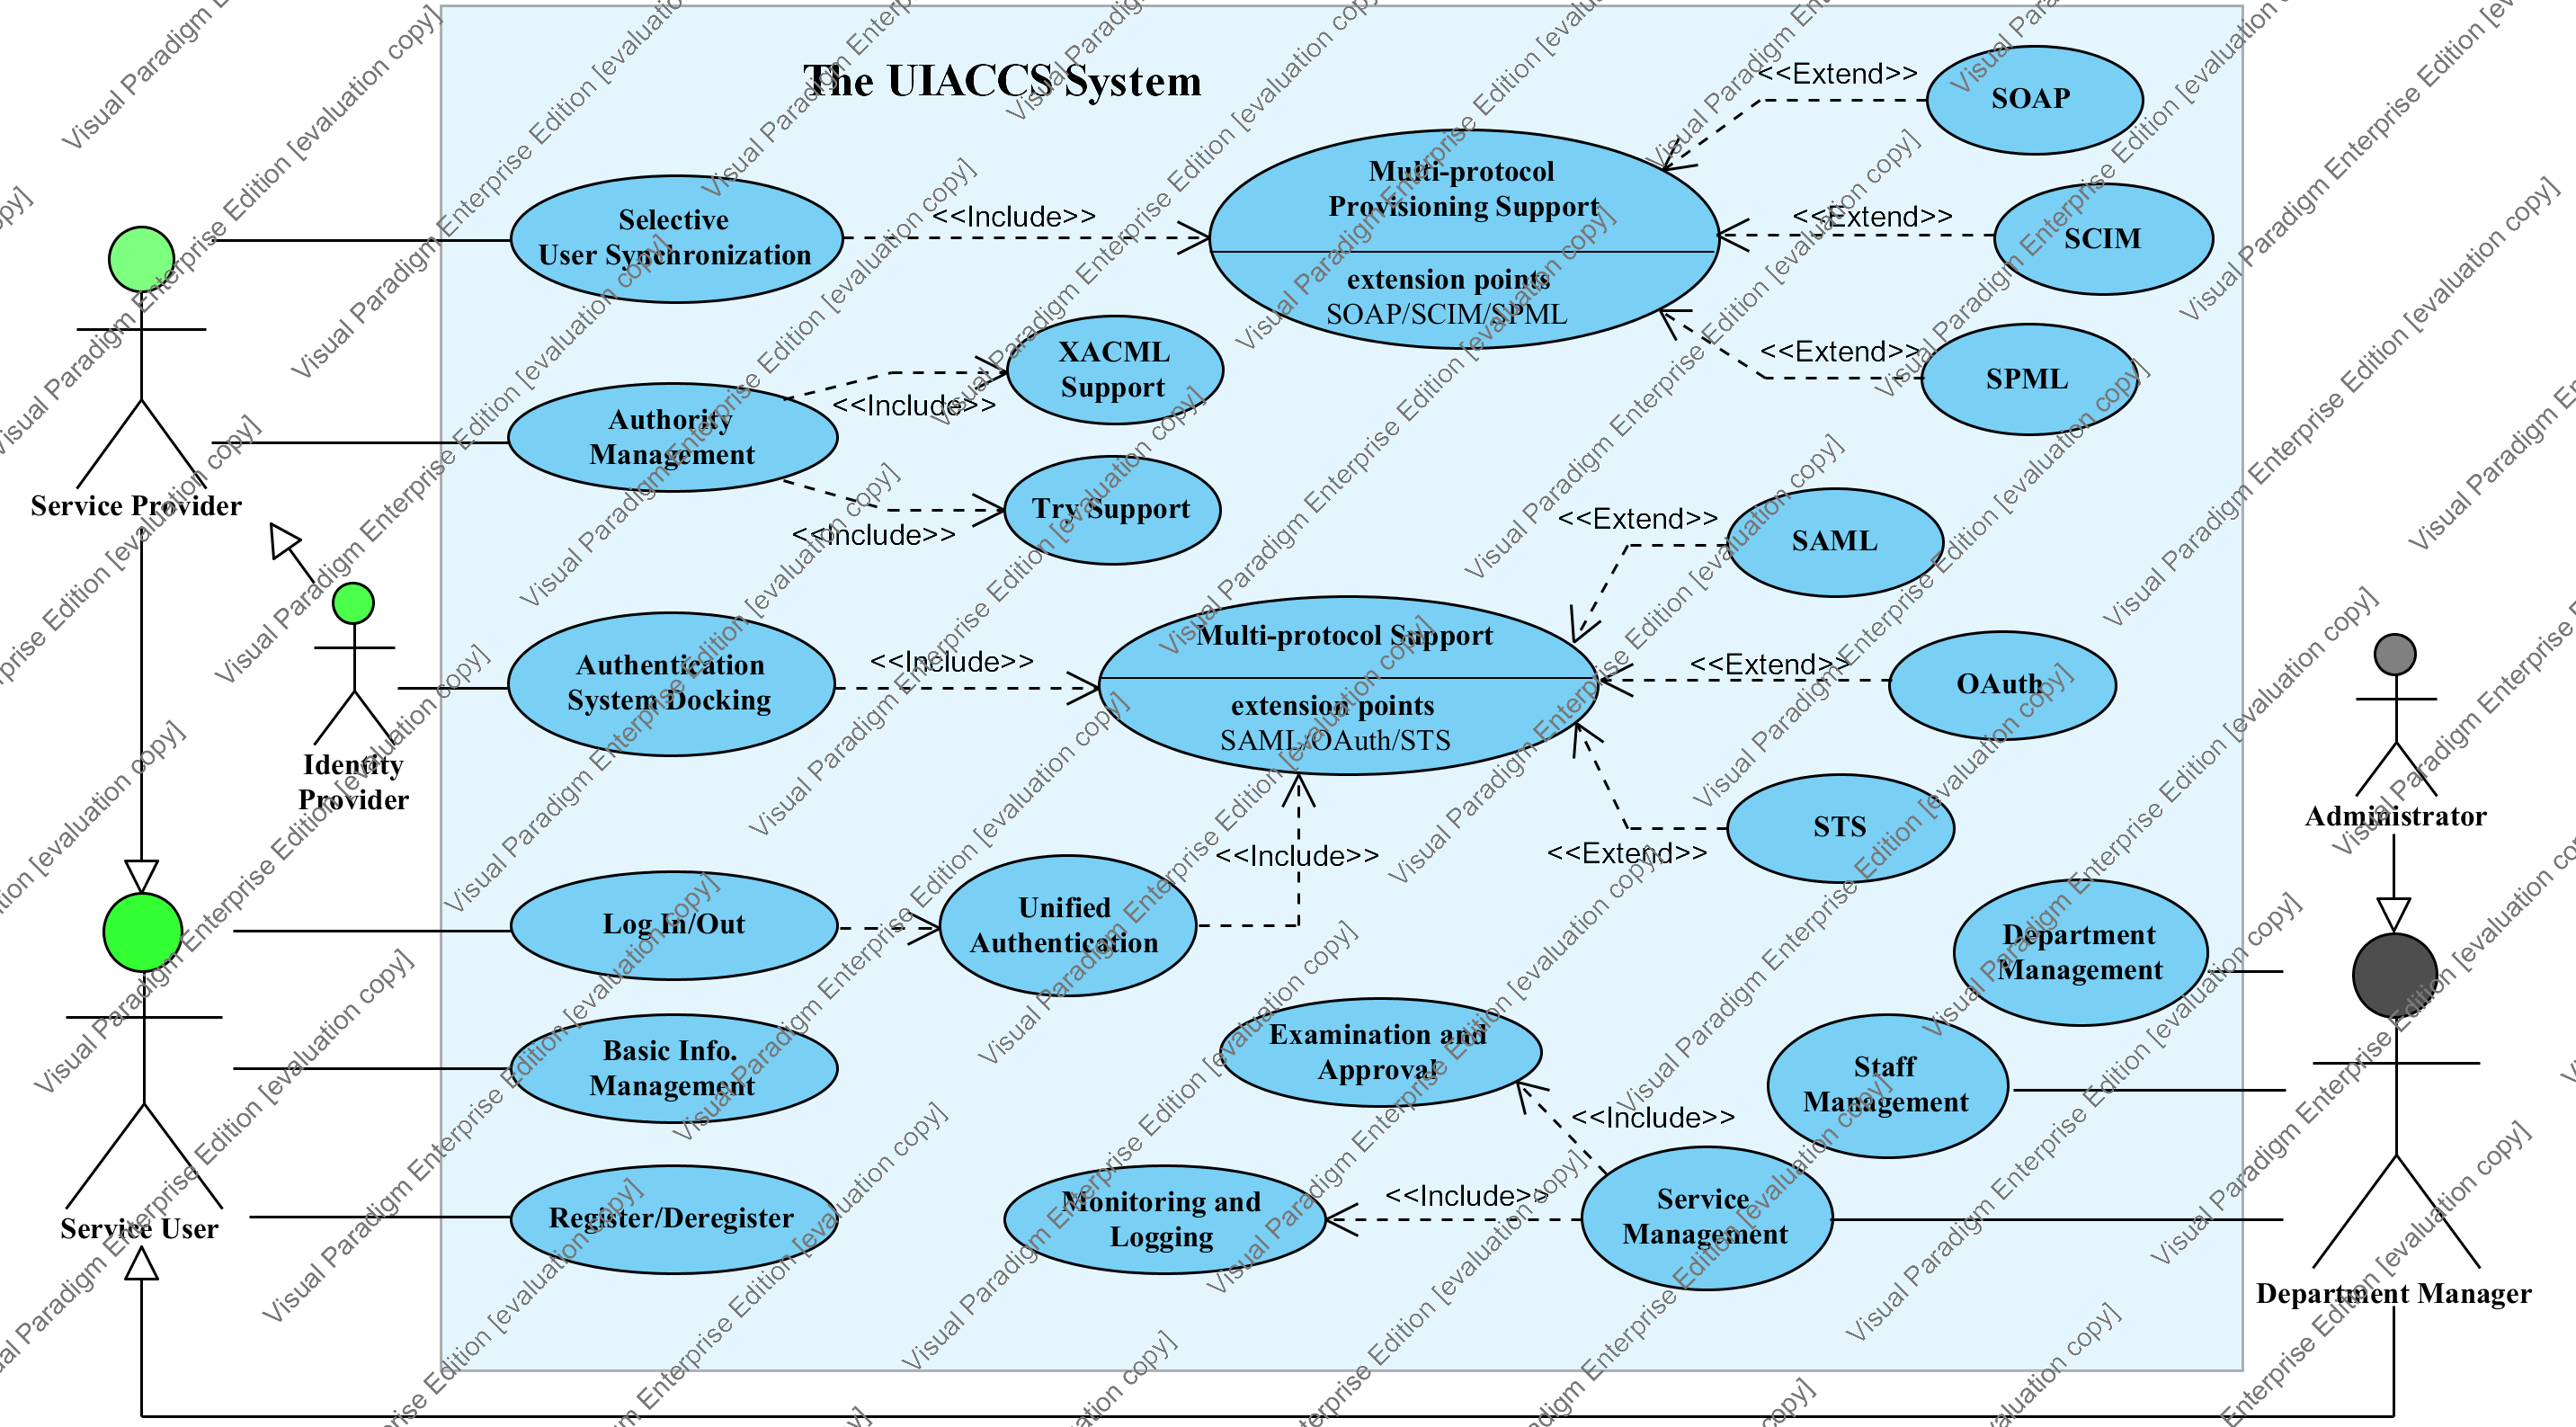 The UIACCS System
<<Extend>>
SOAP
Multi-protocol
Provisioning Support
extension points
SOAP/SCIM/SPML
Selective
User Synchronization
<<Include>>
<<Extend>>
SCIM
<<Extend>>
SPML
XACML
Support
<<Include>>
Authority
Management
Try Support
<<Include>>
Service Provider
<<Extend>>
SAML
Identity
Provider
Authentication
System Docking
<<Include>>
Multi-protocol Support
extension points
SAML/OAuth/STS
<<Extend>>
OAuth
<<Extend>>
STS
Administrator
<<Include>>
Log In/Out
Unified
Authentication
Department
Management
Basic Info.
Management
Examination and
Approval
Staff
Management
<<Include>>
Register/Deregister
Monitoring and
Logging
<<Include>>
Service
Management
Service User
Department Manager
Visual Paradigm Enterprise Edition [evaluation copy]